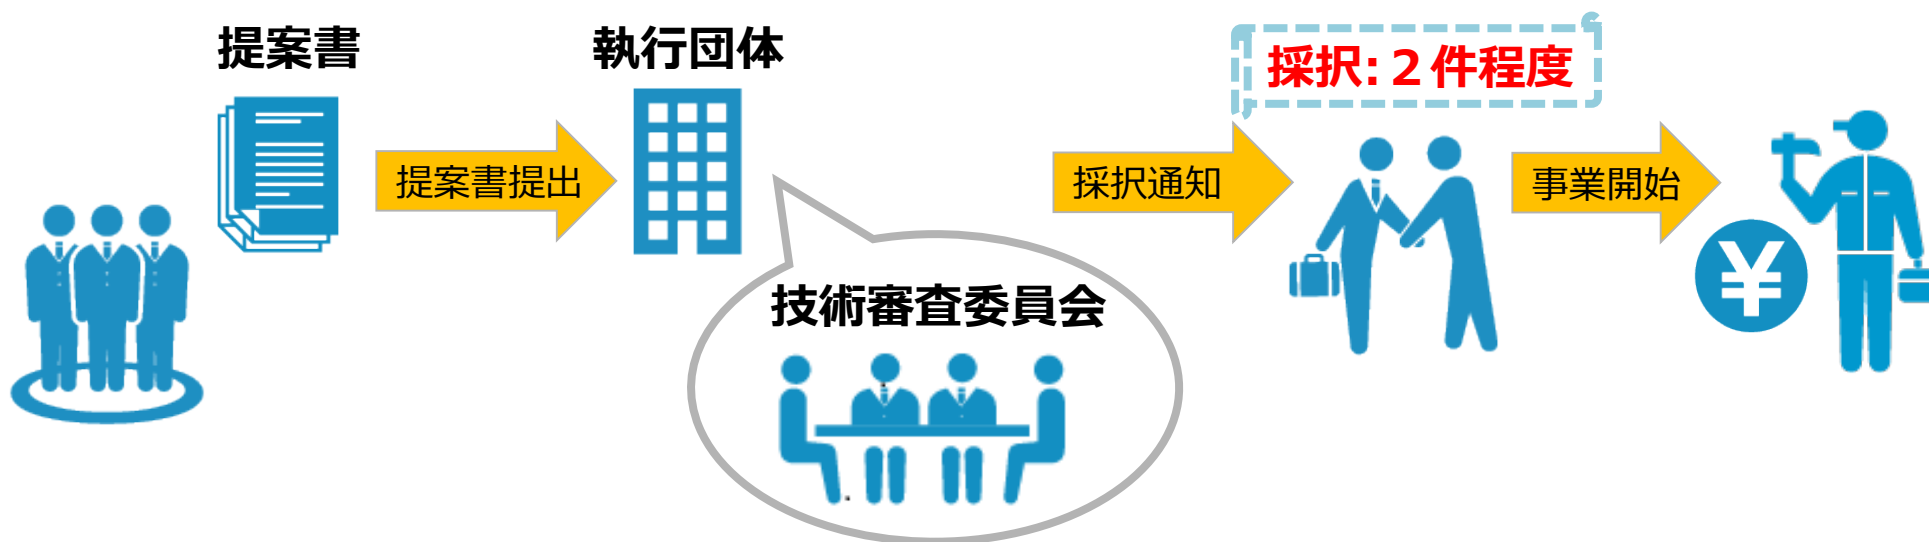 提案書
執行団体
採択:２件程度
提案書提出
採択通知
事業開始
技術審査委員会
¥